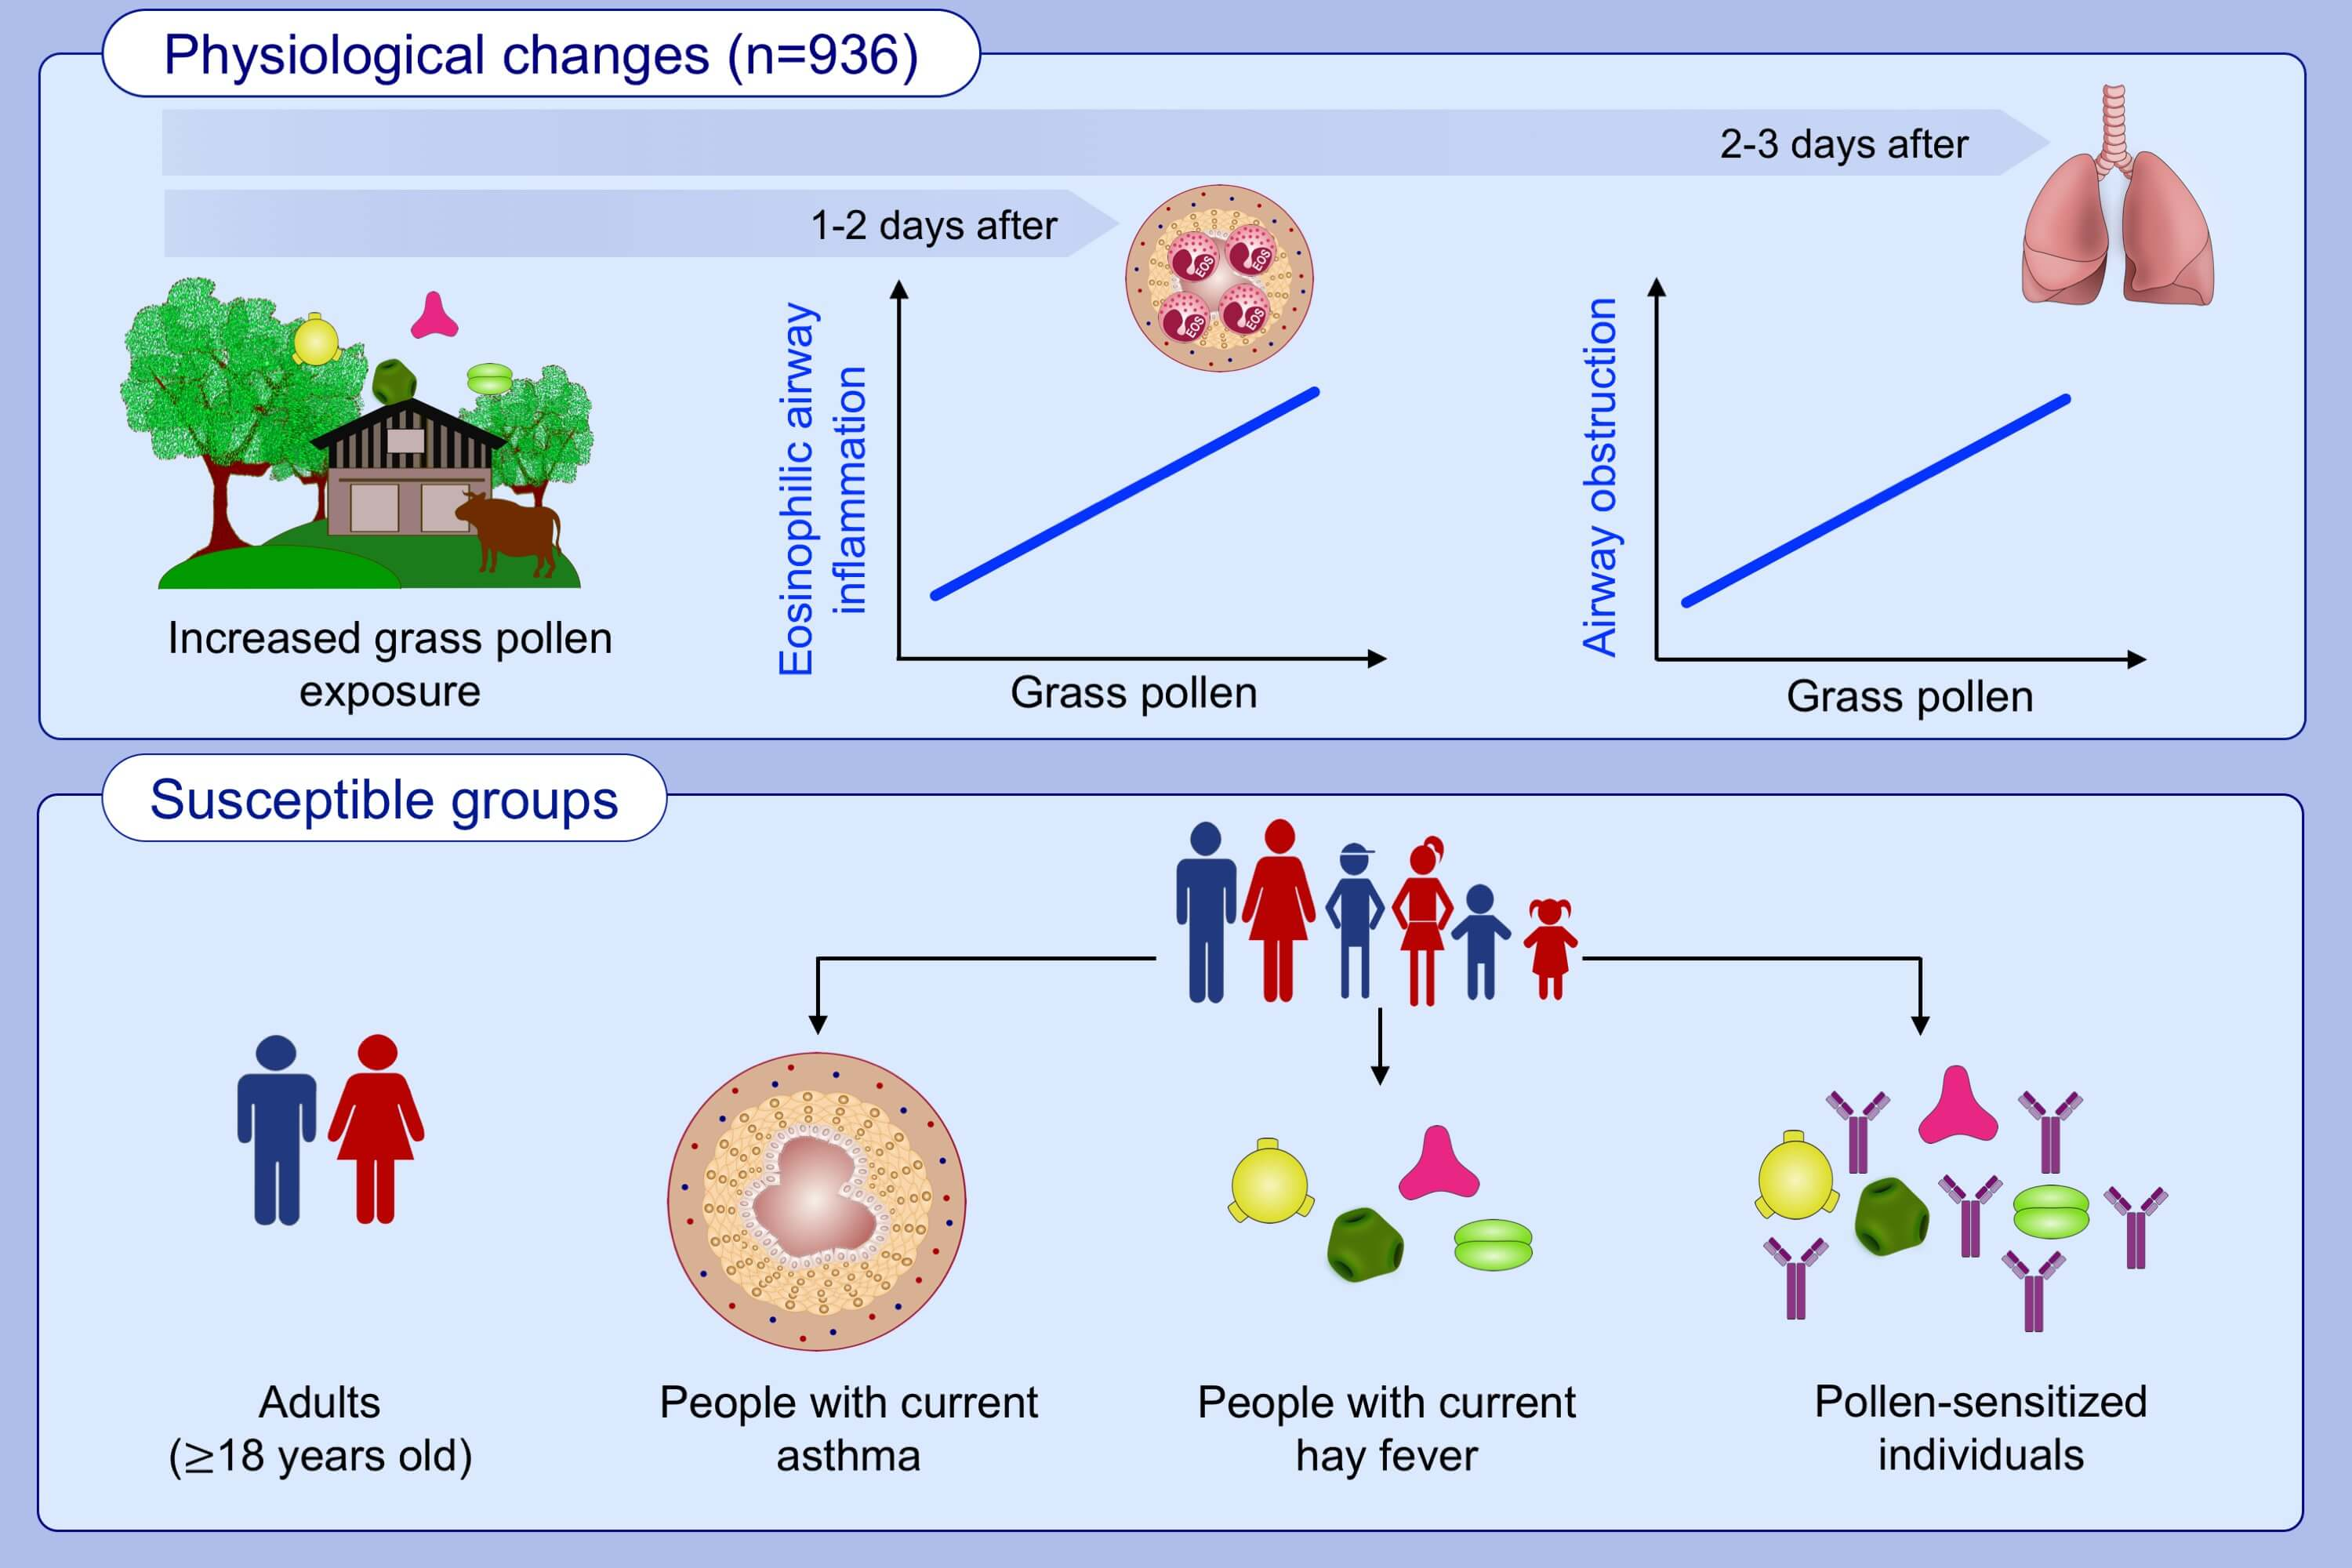 Physiological changes (n=936)
2-3 days after
1-2 days after
EOS
EOS
EOS
EOS
Increased grass pollen
exposure
Eosinophilic airway
inflammation
Grass pollen
Airway obstruction
Grass pollen
Susceptible groups
Adults
(≥18 years old)
People with current
asthma
People with current
hay fever
Pollen-sensitized
individuals